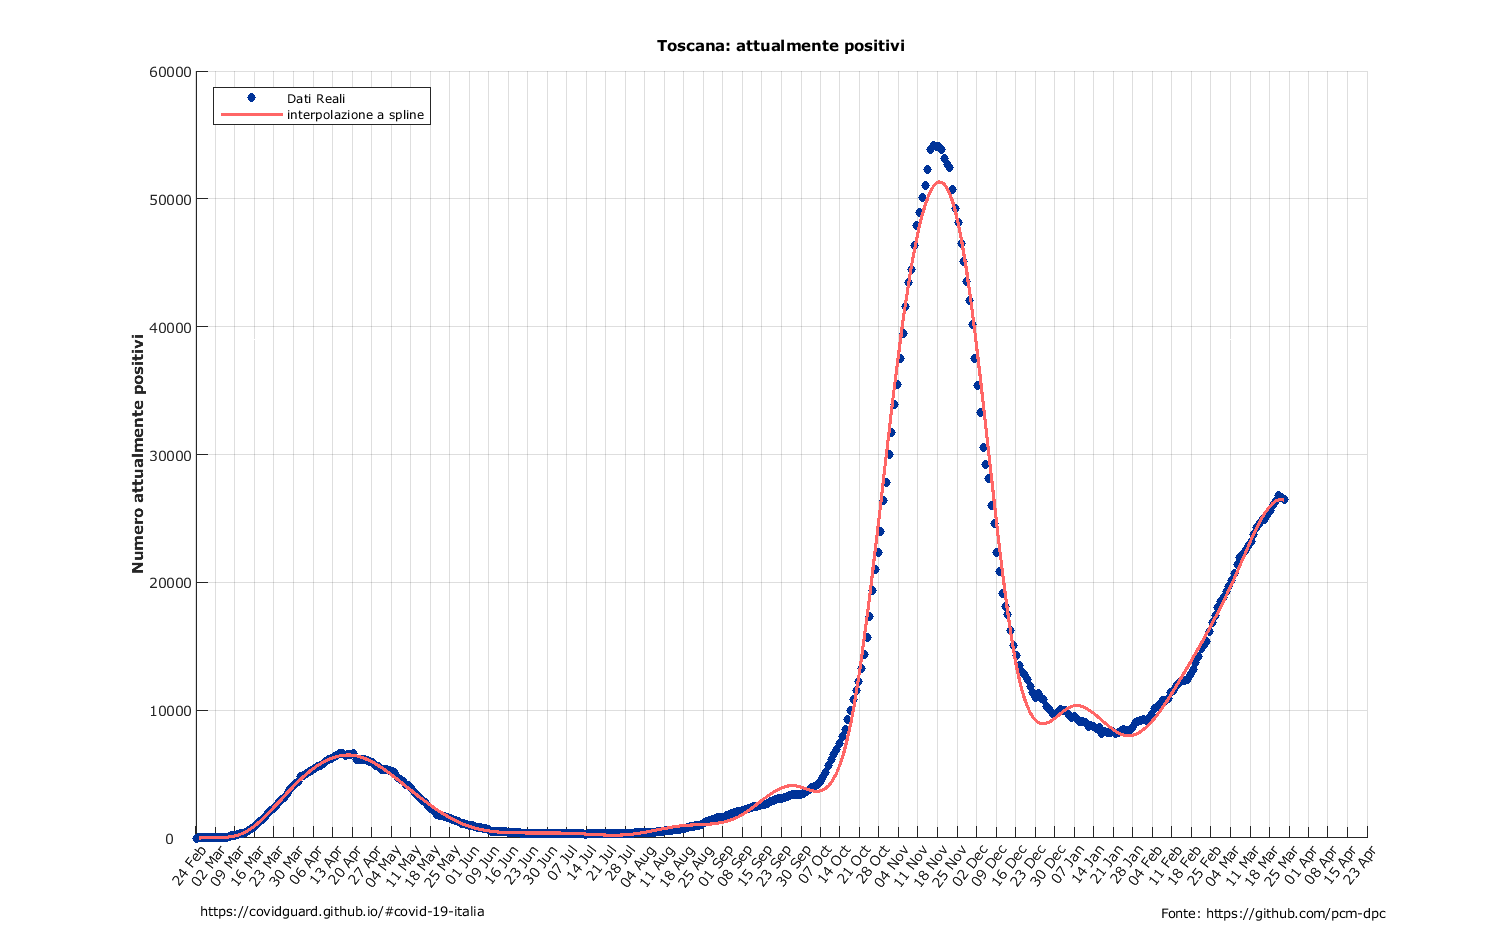 Toscana: attualmente positivi
Dati Reali
interpolazione a spline
Numero attualmente positivi
60000
50000
40000
30000
20000
10000
0
24 Feb
02 Mar
09 Mar
16 Mar
23 Mar
30 Mar
06 Apr
13 Apr
20 Apr
27 Apr
04 May
11 May
18 May
25 May
01 Jun
09 Jun
16 Jun
23 Jun
30 Jun
07 Jul
14 Jul
21 Jul
28 Jul
04 Aug
11 Aug
18 Aug
25 Aug
01 Sep
08 Sep
15 Sep
23 Sep
30 Sep
07 Oct
14 Oct
21 Oct
28 Oct
04 Nov
11 Nov
18 Nov
25 Nov
02 Dec
09 Dec
16 Dec
23 Dec
30 Dec
07 Jan
14 Jan
21 Jan
28 Jan
04 Feb
11 Feb
18 Feb
25 Feb
04 Mar
11 Mar
18 Mar
25 Mar
01 Apr
08 Apr
15 Apr
23 Apr
https://covidguard.github.io/#covid-19-italia
Fonte: https://github.com/pcm-dpc